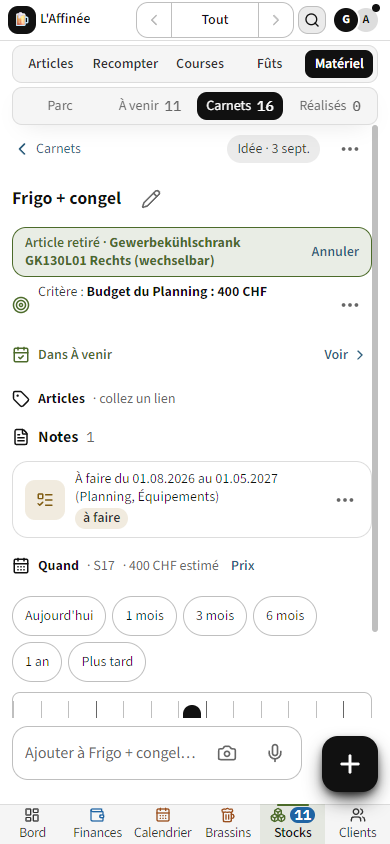 L'Affinée
Tout
G
A
Articles Recompter Courses Fûts Matériel
Parc À venir 11 Carnets 16 Réalisés 0
Carnets
Idée · 3 sept.
Frigo + congel
Article retiré · Gewerbekühlschrank
GK130L01 Rechts (wechselbar)
Annuler
Critère : Budget du Planning : 400 CHF
Dans À venir
Voir
Articles · collez un lien
Notes 1
À faire du 01.08.2026 au 01.05.2027
(Planning, Équipements)
à faire
Quand · S17 · 400 CHF estimé Prix
Aujourd'hui 1 mois 3 mois 6 mois
1 an Plus tard
Ajouter à Frigo + congel…
11
Bord Finances Calendrier Brassins Stocks Clients